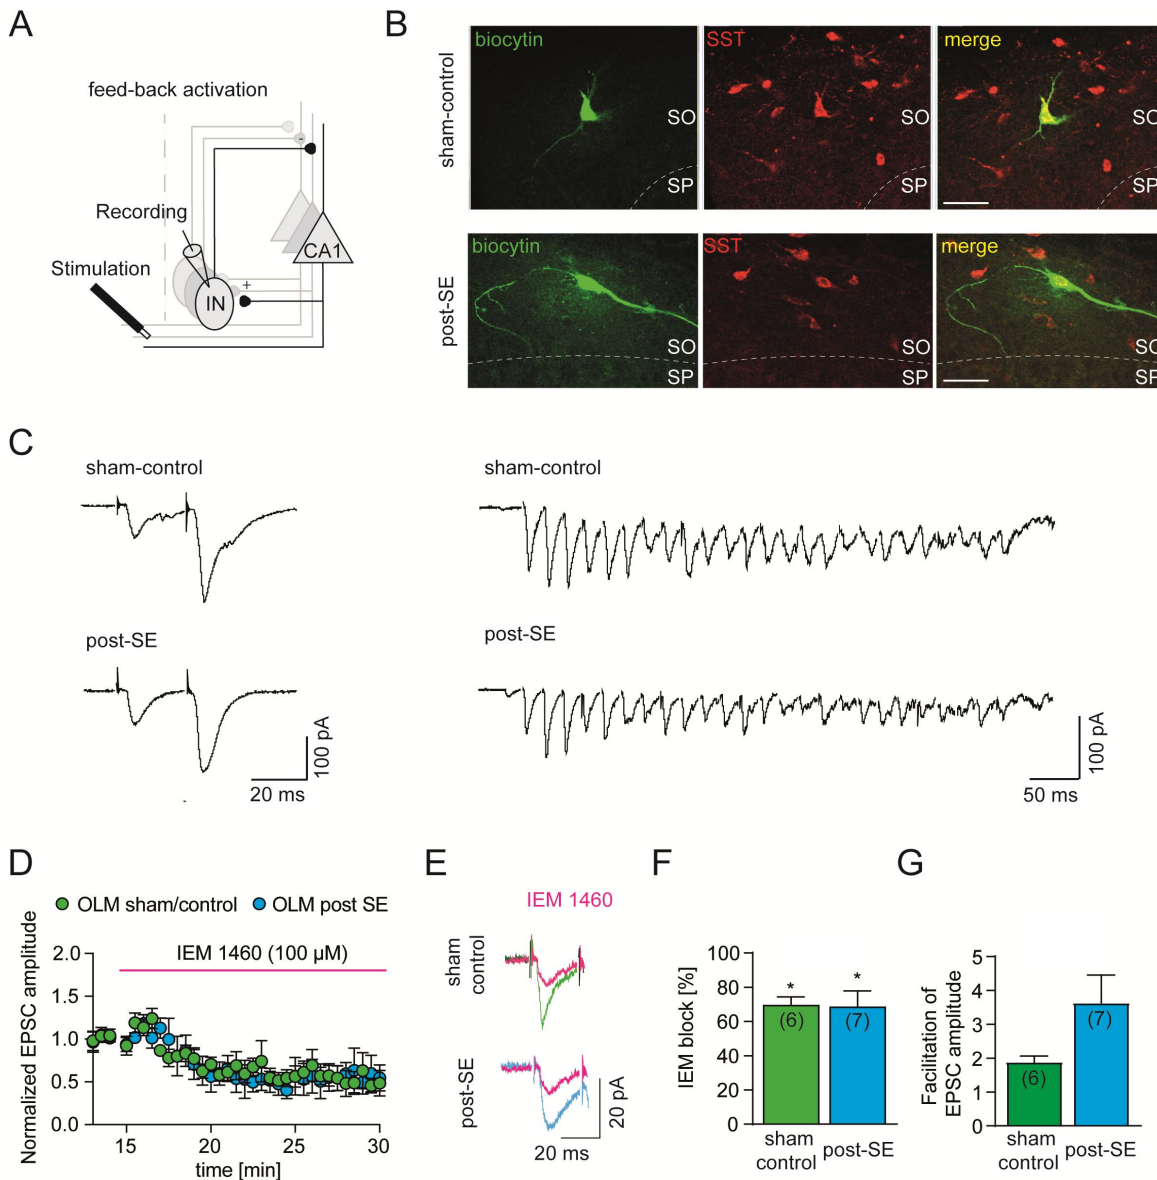 A
feed-back activation
-
Recording
CA1
Stimulation
+
IN
B
sham-control
biocytin
SST
merge
SO
SO
SP
SP
post-SE
biocytin
SST
merge
SO
SO
SP
SP
C
sham-control
sham-control
post-SE
post-SE
100 pA
20 ms
100 pA
50 ms
D
OLM sham/control
OLM post SE
IEM 1460 (100 µM)
Normalized EPSC amplitude
2.0
1.5
1.0
0.5
0.0
15
20
25
30
time [min]
E
IEM 1460
sham
control
post-SE
20 pA
20 ms
F
IEM block [%]
100
80
60
40
20
0
*
*
(6)
(7)
sham
control
post-SE
G
Facilitation of
EPSC amplitude
5
4
3
2
1
0
(6)
(7)
sham
control
post-SE